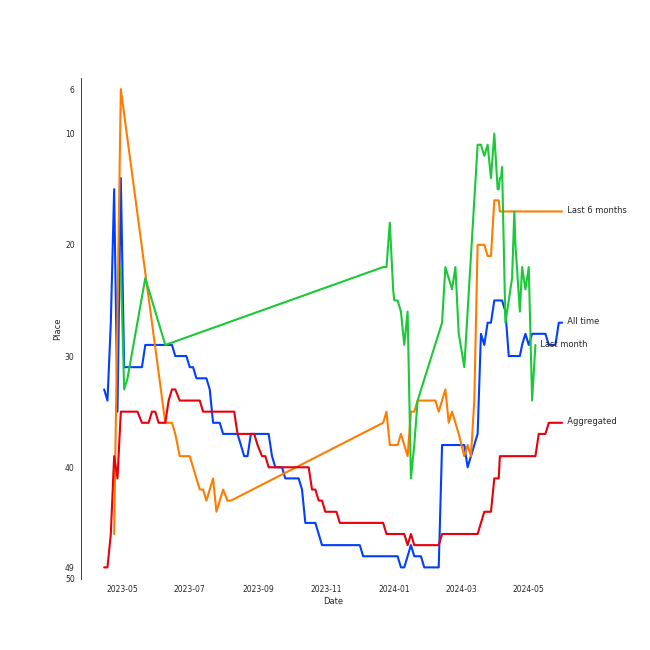 6
10
20
30
40
49
50
Place
2023-05
2023-07
2023-09
2023-11
2024-01
2024-03
2024-05
Date
Last 6 months
All time
Last month
Aggregated